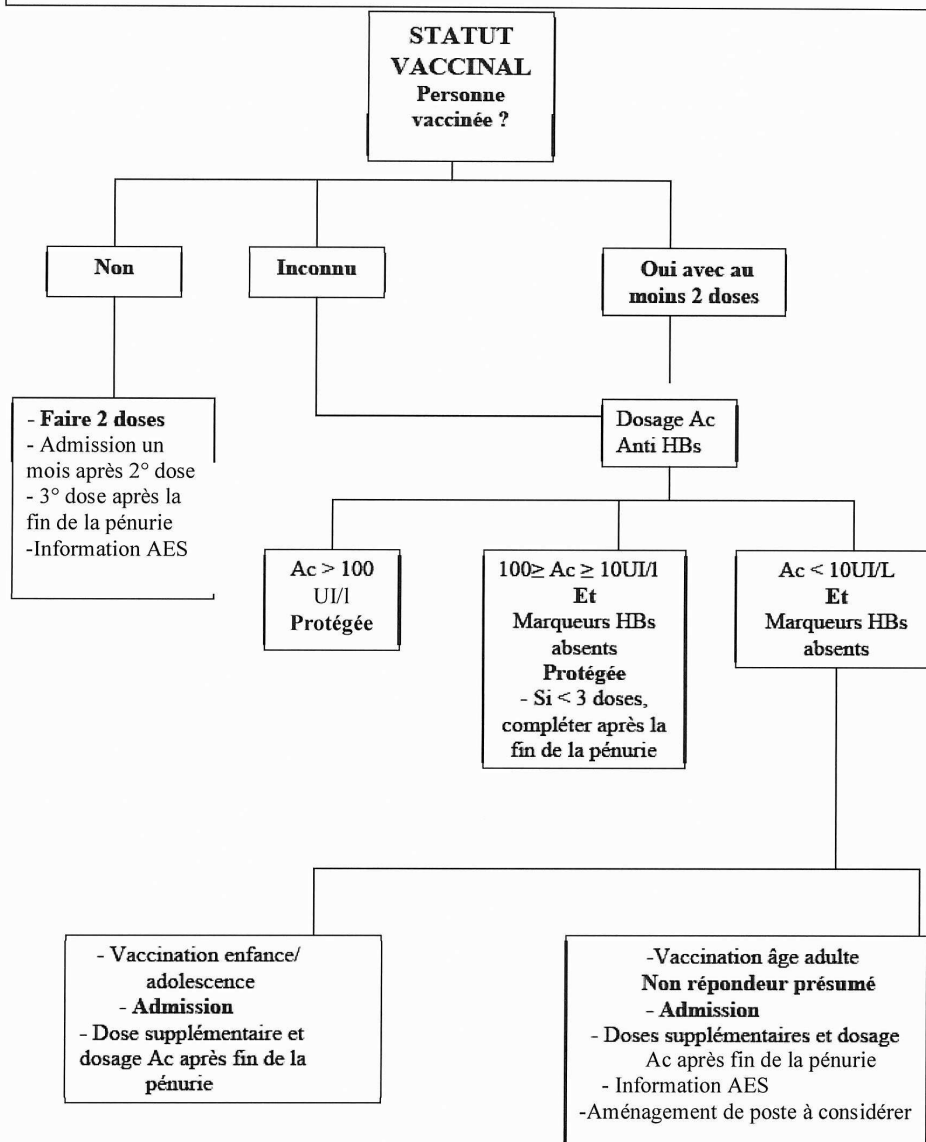 STATUT
VACCINAL
Personne
vaccinée ?
Non
Inconnu
Oui avec au
moins 2 doses
- Faire 2 doses
- Admission un
mois après 2° dose
- 3° dose après la
fin de la pénurie
-Information AES
Dosage Ac
Anti HBs
Ac > 100
UI/l
Protégée
100≥ Ac ≥ 10UI/l
Et
Marqueurs HBs
absents
Protégée
- Si < 3 doses,
compléter après la
fin de la pénurie
Ac < 10UI/L
Et
Marqueurs HBs
absents
- Vaccination enfance/
adolescence
- Admission
- Dose supplémentaire et
dosage Ac après fin de la
pénurie
-Vaccination âge adulte
Non répondeur présumé
- Admission
- Doses supplémentaires et dosage
Ac après fin de la pénurie
- Information AES
-Aménagement de poste à considérer